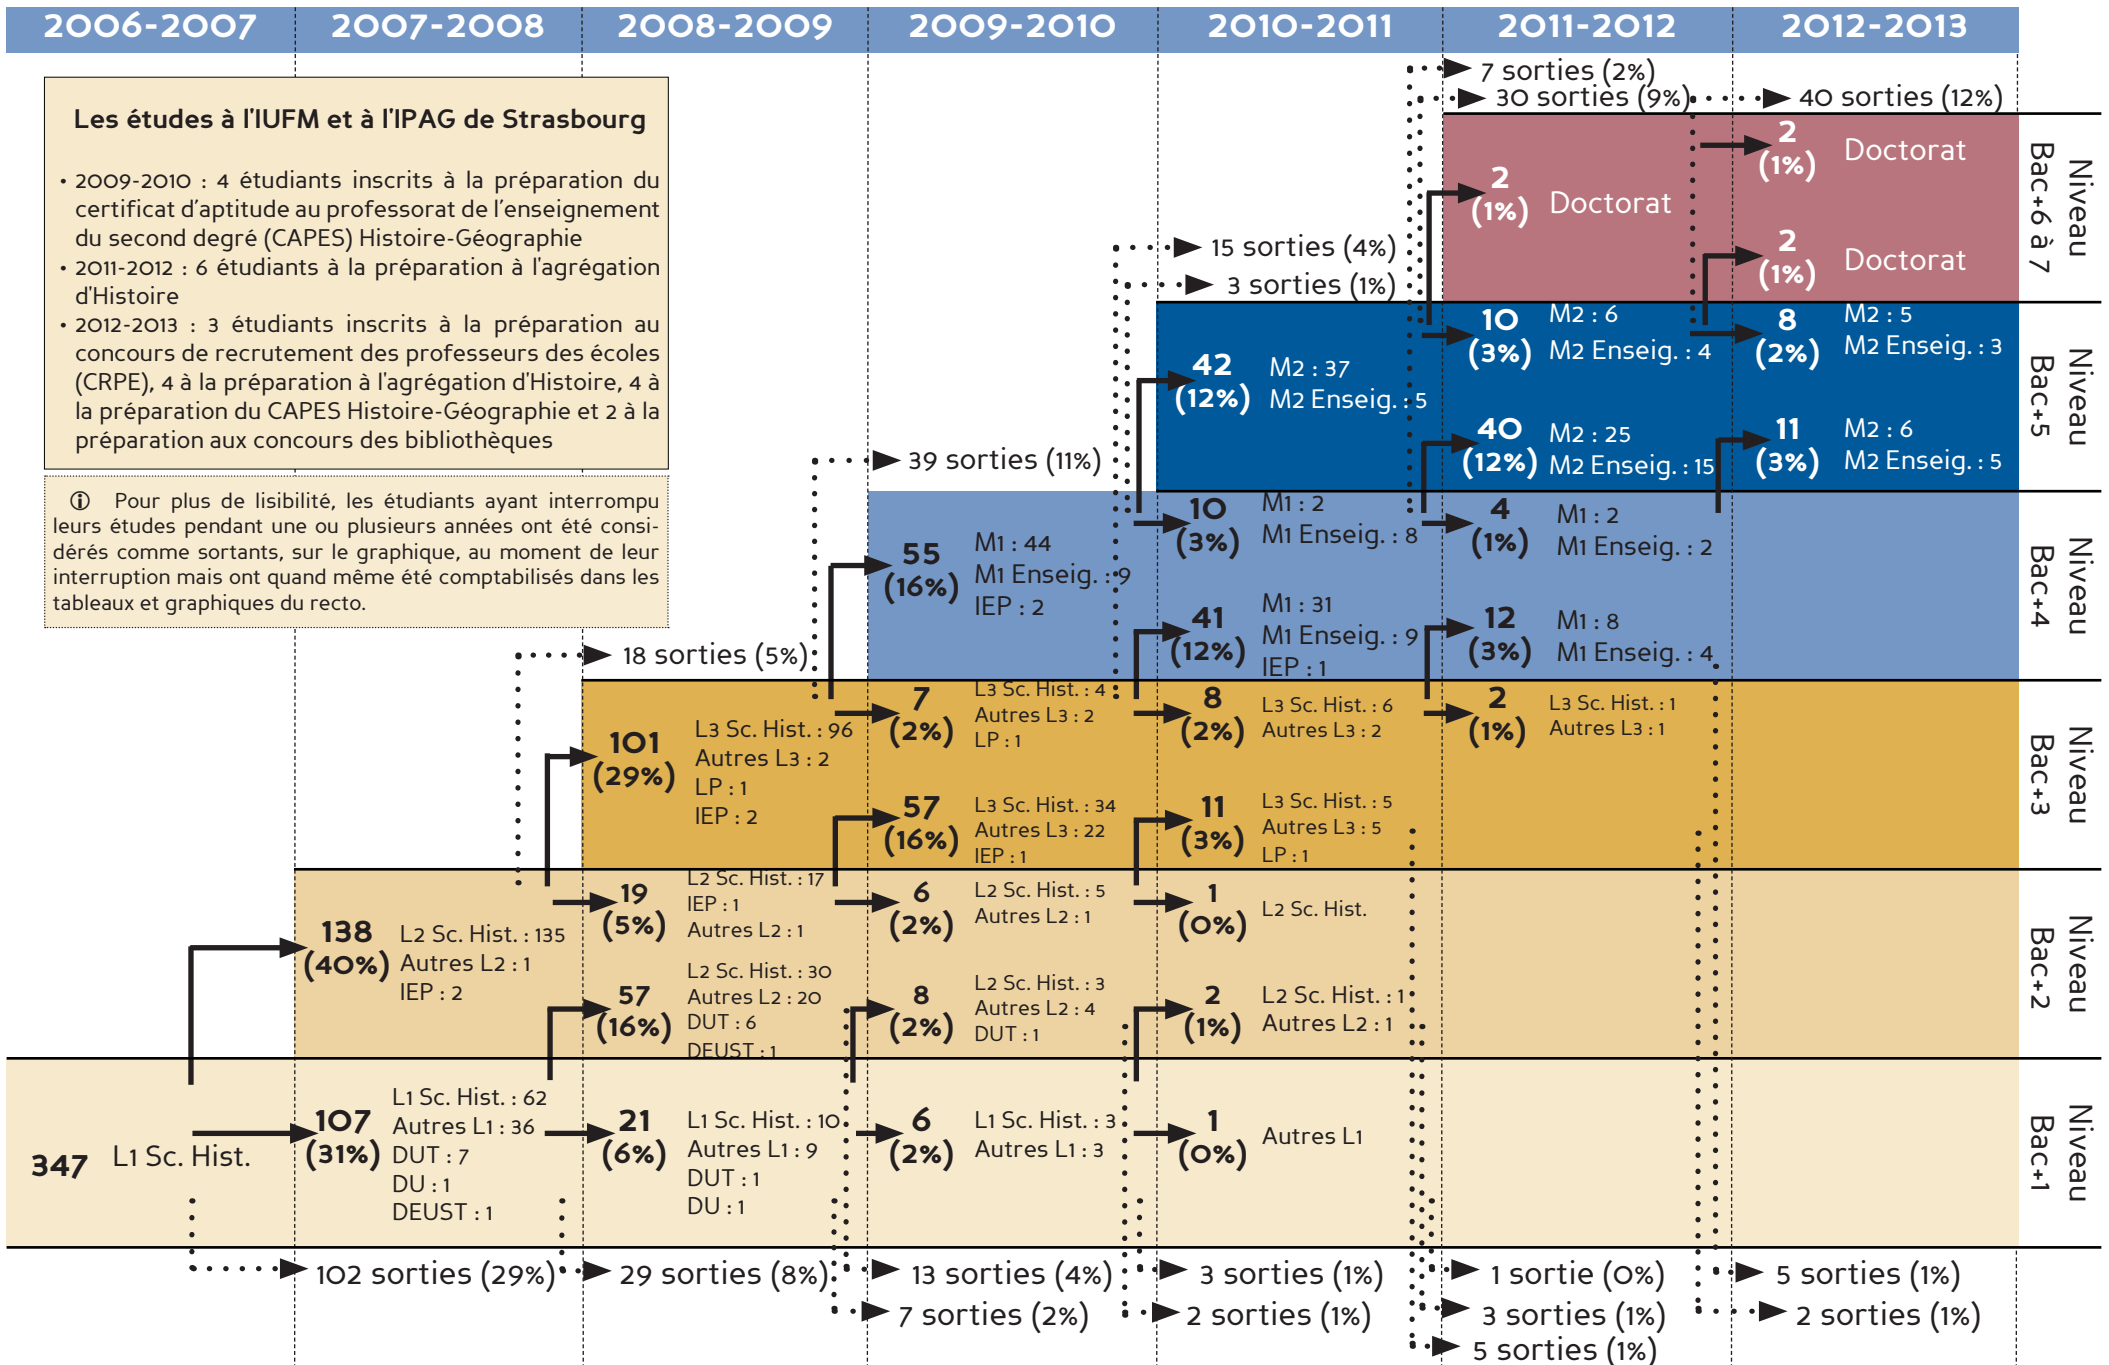 2006-2007 2007-2008 2008-2009 2009-2010 2010-2011 2011-2012 2012-2013
Les études à l'IUFM et à l'IPAG de Strasbourg
• 2009-2010 : 4 étudiants inscrits à la préparation du
certificat d'aptitude au professorat de l'enseignement
du second degré (CAPES) Histoire-Géographie
• 2011-2012 : 6 étudiants à la préparation à l'agrégation
d'Histoire
• 2012-2013 : 3 étudiants inscrits à la préparation au
concours de recrutement des professeurs des écoles
(CRPE), 4 à la préparation à l'agrégation d'Histoire, 4 à
la préparation du CAPES Histoire-Géographie et 2 à la
préparation aux concours des bibliothèques
ⓘ Pour plus de lisibilité, les étudiants ayant interrompu
leurs études pendant une ou plusieurs années ont été consi-
dérés comme sortants, sur le graphique, au moment de leur
interruption mais ont quand même été comptabilisés dans les
tableaux et graphiques du recto.
347 L1 Sc. Hist.
138
(40%)
L2 Sc. Hist. : 135
Autres L2 : 1
IEP : 2
107
(31%)
L1 Sc. Hist. : 62
Autres L1 : 36
DUT : 7
DU : 1
DEUST : 1
102 sorties (29%)
18 sorties (5%)
101
(29%)
L3 Sc. Hist. : 96
Autres L3 : 2
LP : 1
IEP : 2
19
(5%)
L2 Sc. Hist. : 17
IEP : 1
Autres L2 : 1
57
(16%)
L2 Sc. Hist. : 30
Autres L2 : 20
DUT : 6
DEUST : 1
21
(6%)
L1 Sc. Hist. : 10
Autres L1 : 9
DUT : 1
DU : 1
29 sorties (8%)
39 sorties (11%)
55
(16%)
M1 : 44
M1 Enseig. : 9
IEP : 2
7
(2%)
L3 Sc. Hist. : 4
Autres L3 : 2
LP : 1
57
(16%)
L3 Sc. Hist. : 34
Autres L3 : 22
IEP : 1
6
(2%)
L2 Sc. Hist. : 5
Autres L2 : 1
8
(2%)
L2 Sc. Hist. : 3
Autres L2 : 4
DUT : 1
6
(2%)
L1 Sc. Hist. : 3
Autres L1 : 3
13 sorties (4%)
7 sorties (2%)
15 sorties (4%)
3 sorties (1%)
42
(12%)
M2 : 37
M2 Enseig. : 5
10
(3%)
M1 : 2
M1 Enseig. : 8
41
(12%)
M1 : 31
M1 Enseig. : 9
IEP : 1
8
(2%)
L3 Sc. Hist. : 6
Autres L3 : 2
11
(3%)
L3 Sc. Hist. : 5
Autres L3 : 5
LP : 1
1
(0%)
L2 Sc. Hist.
2
(1%)
L2 Sc. Hist. : 1
Autres L2 : 1
1
(0%)
Autres L1
3 sorties (1%)
2 sorties (1%)
7 sorties (2%)
30 sorties (9%)
2
(1%)
Doctorat
10
(3%)
M2 : 6
M2 Enseig. : 4
40
(12%)
M2 : 25
M2 Enseig. : 15
4
(1%)
M1 : 2
M1 Enseig. : 2
12
(3%)
M1 : 8
M1 Enseig. : 4
2
(1%)
L3 Sc. Hist. : 1
Autres L3 : 1
1 sortie (0%)
3 sorties (1%)
5 sorties (1%)
40 sorties (12%)
2
(1%)
Doctorat
2
(1%)
Doctorat
8
(2%)
M2 : 5
M2 Enseig. : 3
11
(3%)
M2 : 6
M2 Enseig. : 5
5 sorties (1%)
2 sorties (1%)
Niveau
Bac+6 à 7
Niveau
Bac+5
Niveau
Bac+4
Niveau
Bac+3
Niveau
Bac+2
Niveau
Bac+1